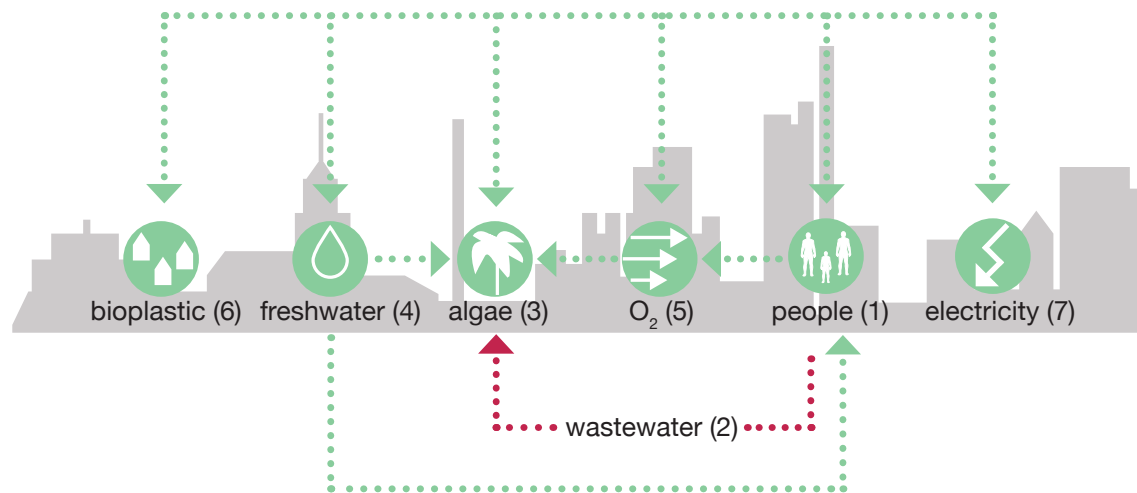 bioplastic (6) freshwater (4) algae (3) O₂ (5) people (1) electricity (7)
wastewater (2)